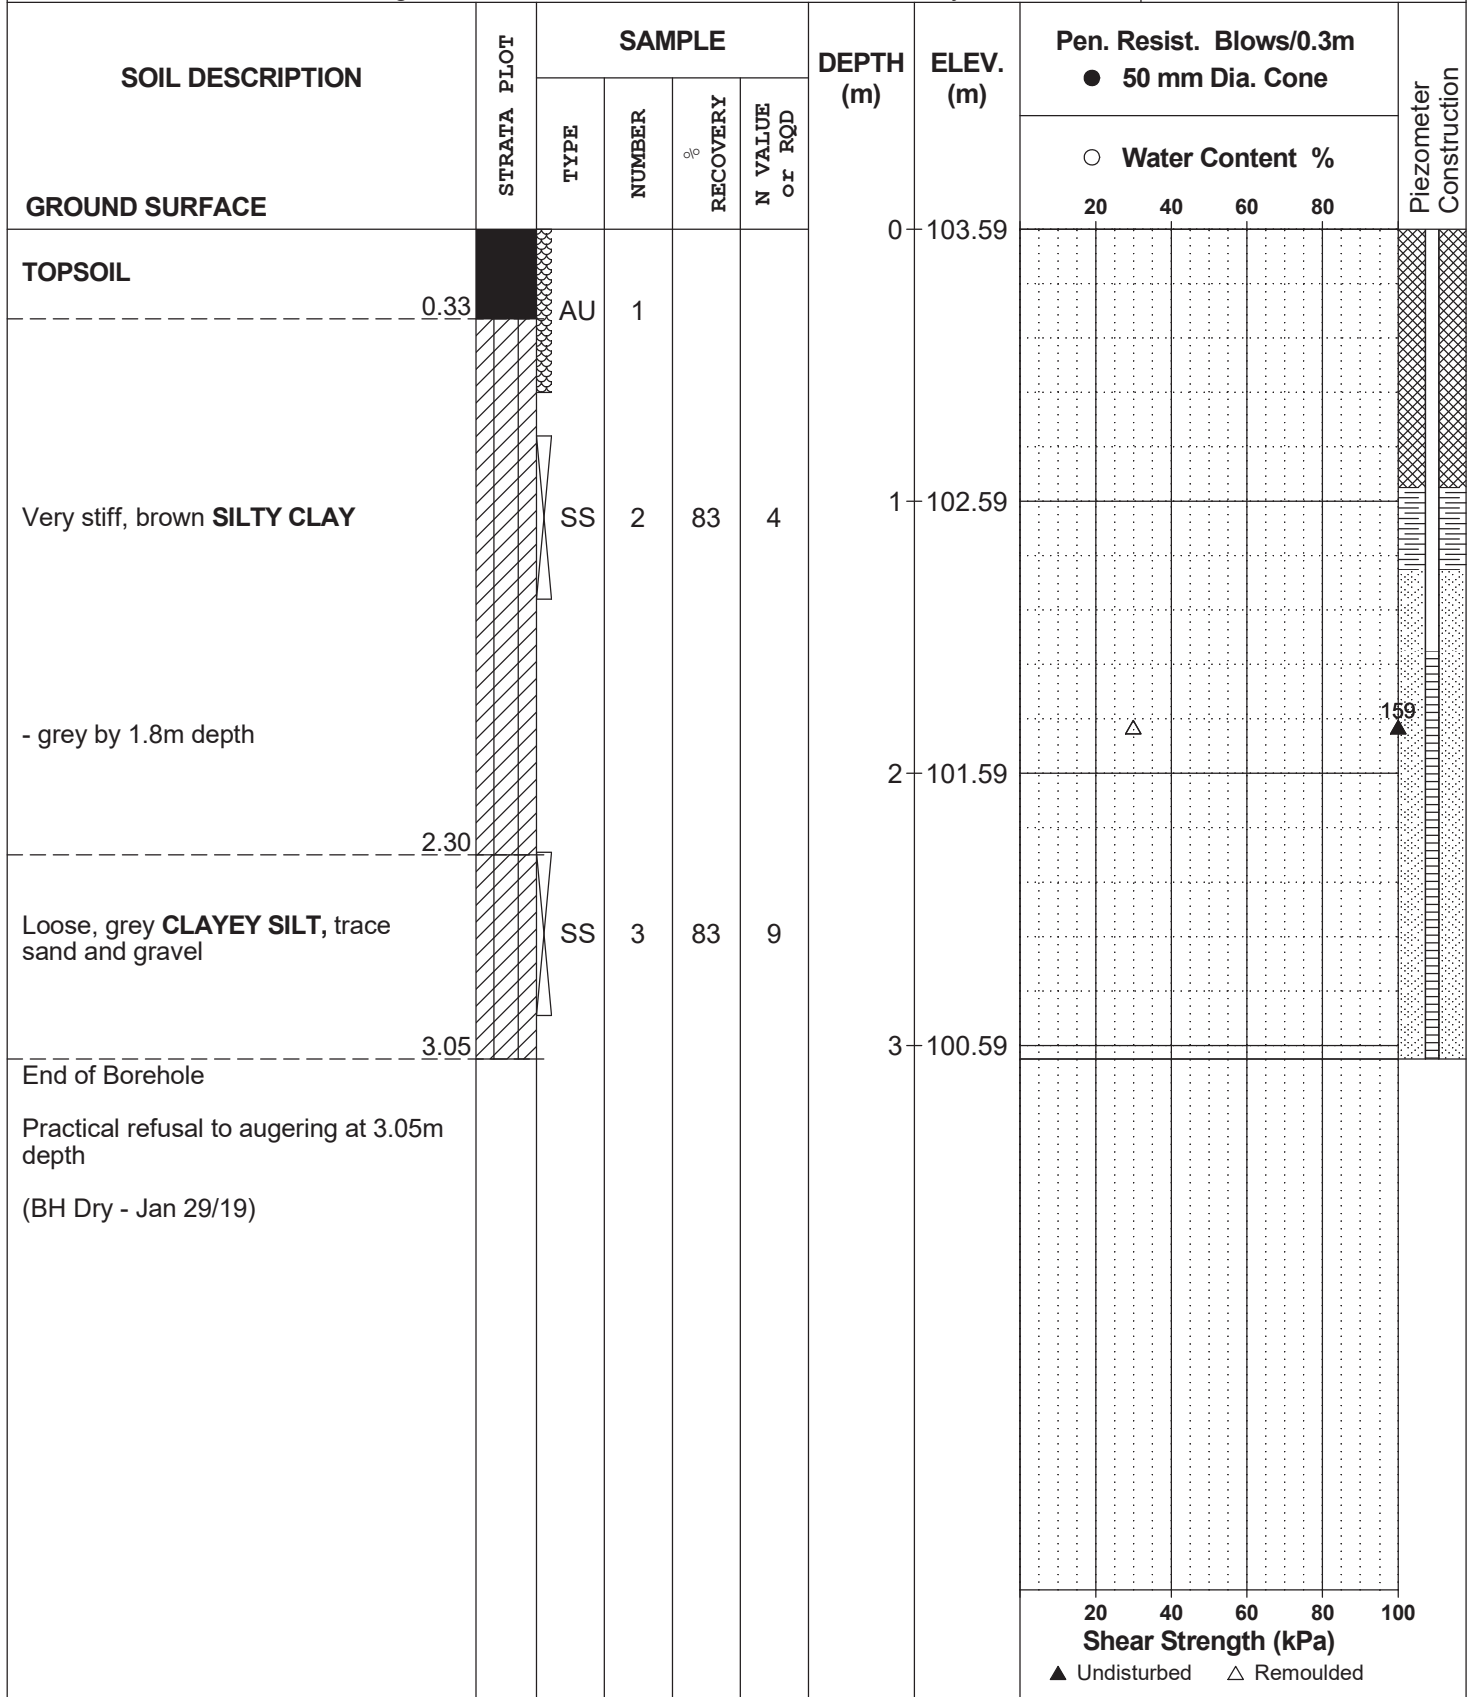 SOIL DESCRIPTION
GROUND SURFACE
STRATA PLOT
SAMPLE
TYPE
NUMBER
%
RECOVERY
N VALUE
or RQD
DEPTH
(m)
ELEV.
(m)
Pen. Resist. Blows/0.3m
● 50 mm Dia. Cone
○ Water Content %
20 40 60 80
Piezometer
Construction
0 103.59
TOPSOIL
0.33
AU 1
1 102.59
Very stiff, brown SILTY CLAY
SS 2 83 4
159
- grey by 1.8m depth
2 101.59
2.30
Loose, grey CLAYEY SILT, trace
sand and gravel
SS 3 83 9
3.05
3 100.59
End of Borehole
Practical refusal to augering at 3.05m
depth
(BH Dry - Jan 29/19)
20 40 60 80 100
Shear Strength (kPa)
▲ Undisturbed △ Remoulded